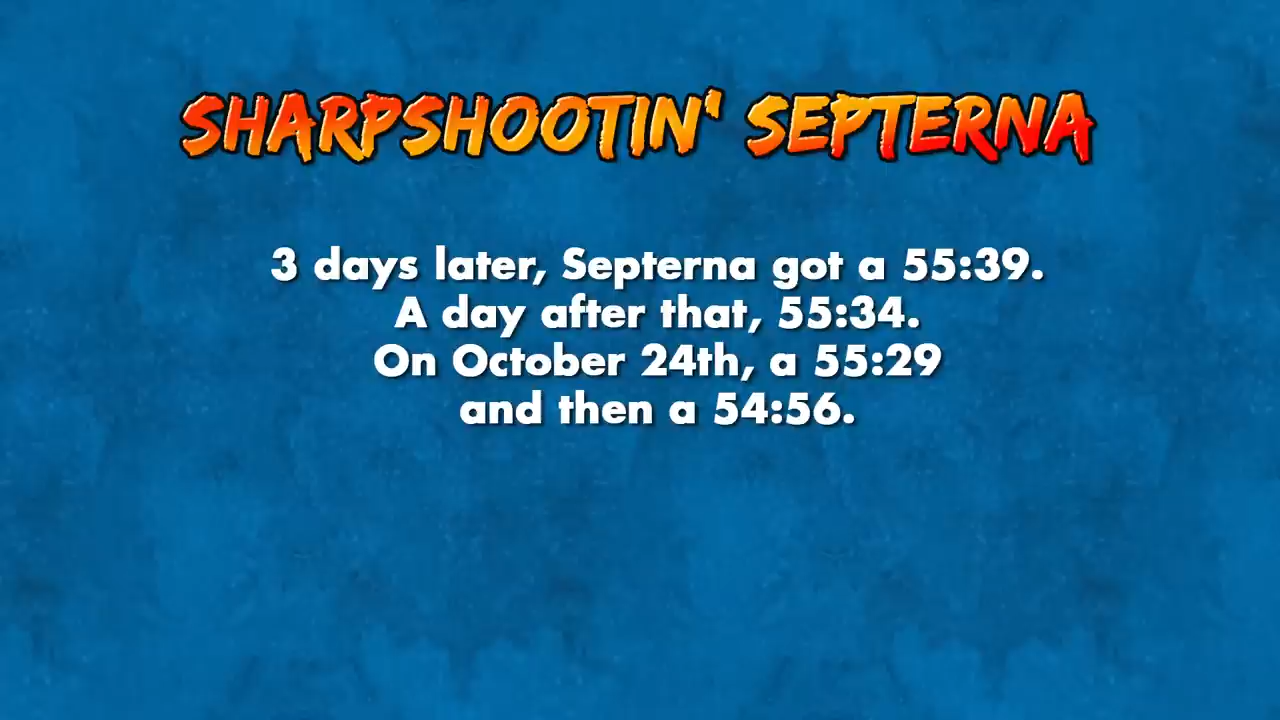 SHARPSHOOTIN' SEPTERNA
3 days later, Septerna got a 55:39.
A day after that, 55:34.
On October 24th, a 55:29
and then a 54:56.